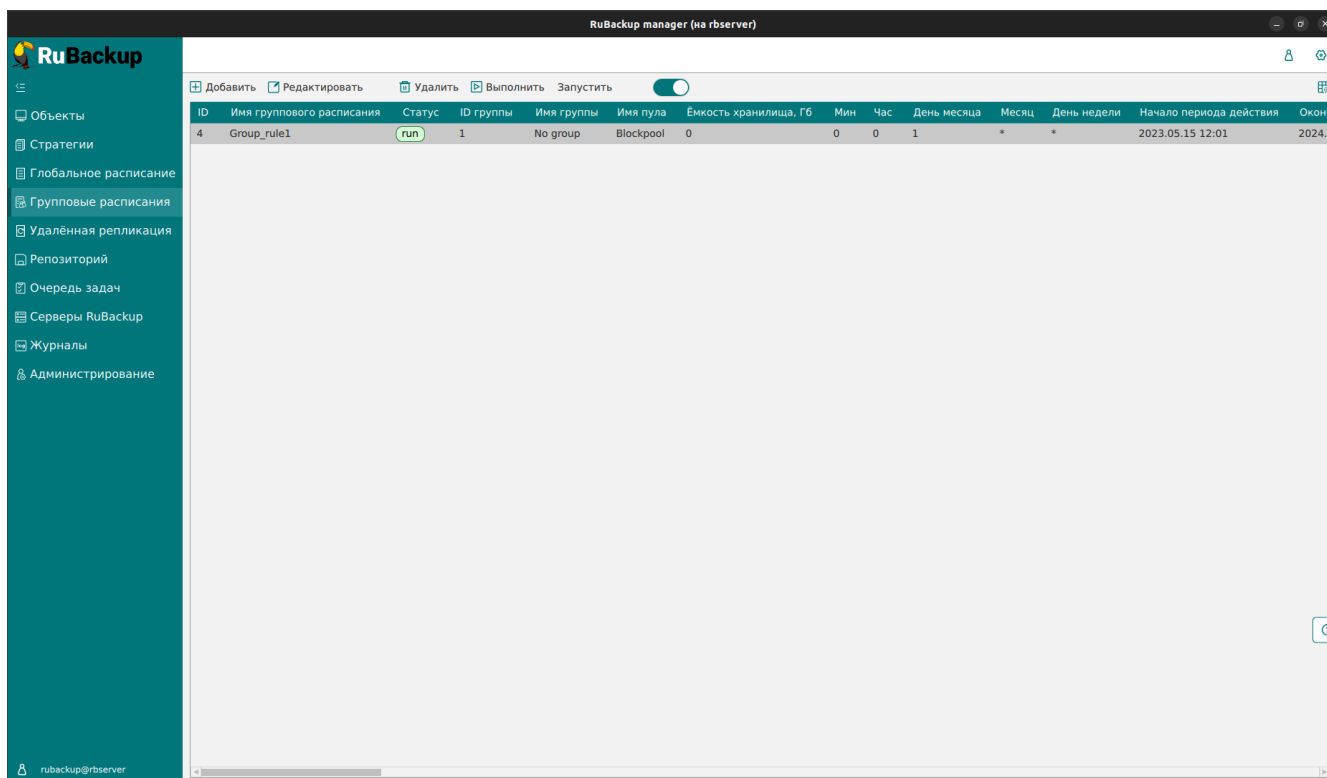 RuBackup manager (на rbserver)
RuBackup
Добавить Редактировать Удалить Выполнить Запустить
Объекты
Стратегии
Глобальное расписание
Групповые расписания
Удалённая репликация
Репозиторий
Очередь задач
Серверы RuBackup
Журналы
Администрирование
ID Имя группового расписания Статус ID группы Имя группы Имя пула Ёмкость хранилища, Гб Мин Час День месяца Месяц День недели Начало периода действия Окон
4 Group_rule1 run 1 No group Blockpool 0 0 0 1 * * 2023.05.15 12:01 2024.
rubackup@rbserver